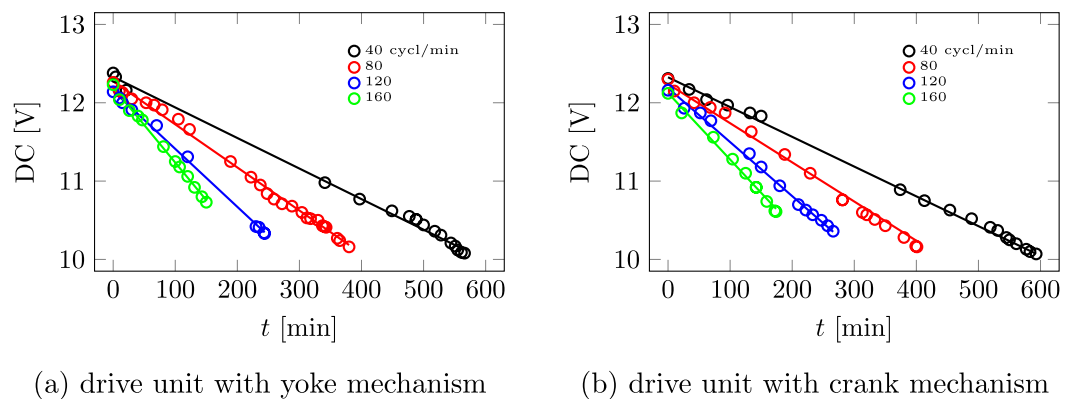 13
12
11
10
DC [V]
40 cycl/min
80
120
160
0 100 200 300 400 500 600
t [min]
(a) drive unit with yoke mechanism
13
12
11
10
DC [V]
40 cycl/min
80
120
160
0 100 200 300 400 500 600
t [min]
(b) drive unit with crank mechanism